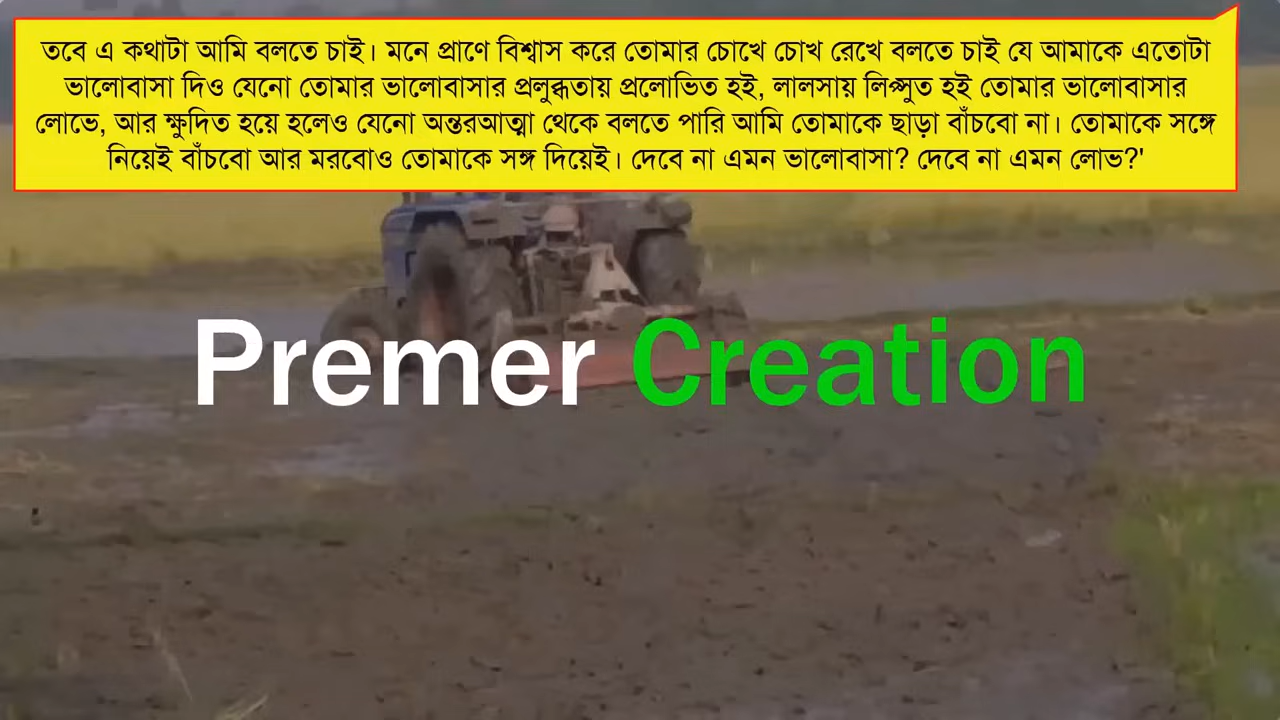 তবে এ কথাটা আমি বলতে চাই। মনে প্রাণে বিশ্বাস করে তোমার চোখে চোখ রেখে বলতে চাই যে আমাকে এতোটা
ভালোবাসা দিও যেনো তোমার ভালোবাসার প্রলুব্ধতায় প্রলোভিত হই, লালসায় লিপ্সুত হই তোমার ভালোবাসার
লোভে, আর ক্ষুদিত হয়ে হলেও যেনো অন্তরআত্মা থেকে বলতে পারি আমি তোমাকে ছাড়া বাঁচবো না। তোমাকে সঙ্গে
নিয়েই বাঁচবো আর মরবোও তোমাকে সঙ্গ দিয়েই। দেবে না এমন ভালোবাসা? দেবে না এমন লোভ?'
Premer Creation